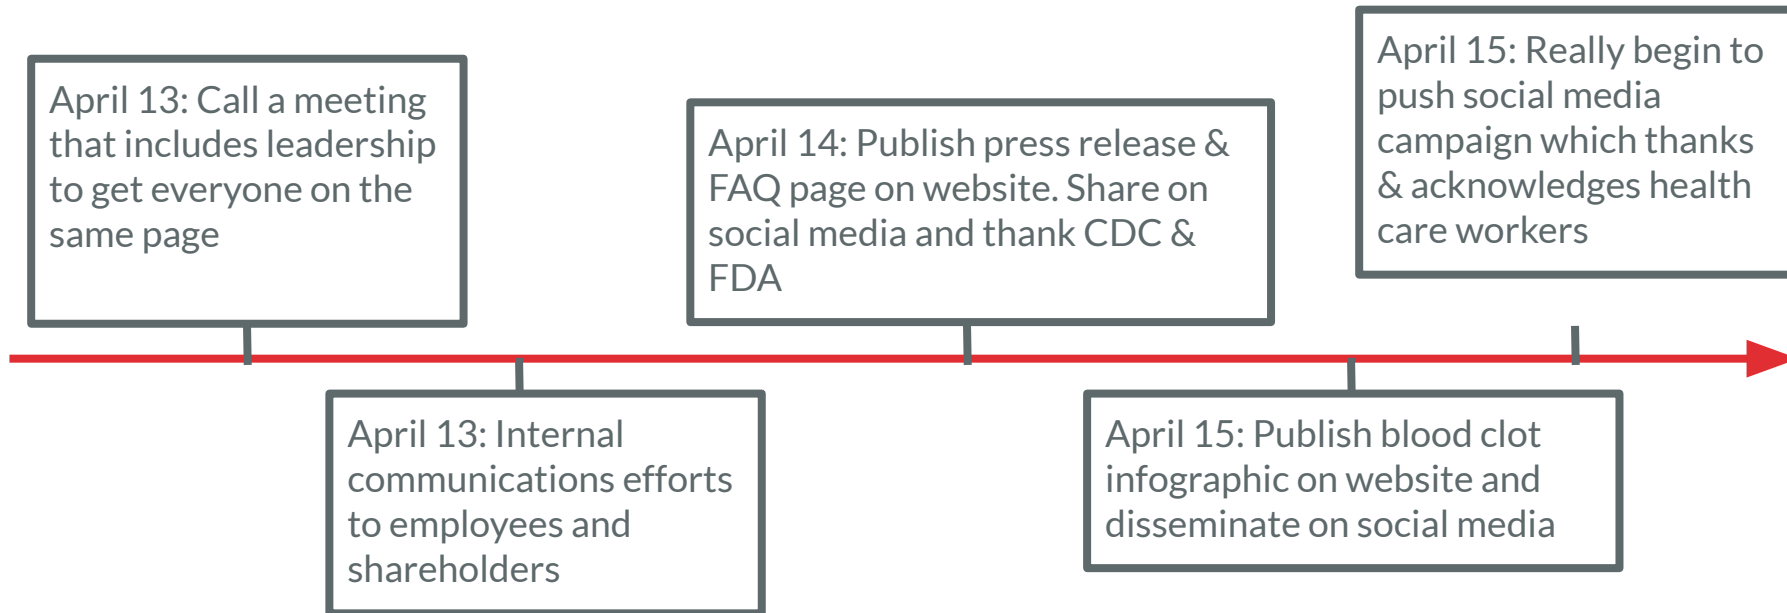 April 13: Call a meeting
that includes leadership
to get everyone on the
same page
April 13: Internal
communications efforts
to employees and
shareholders
April 14: Publish press release &
FAQ page on website. Share on
social media and thank CDC &
FDA
April 15: Publish blood clot
infographic on website and
disseminate on social media
April 15: Really begin to
push social media
campaign which thanks
& acknowledges health
care workers